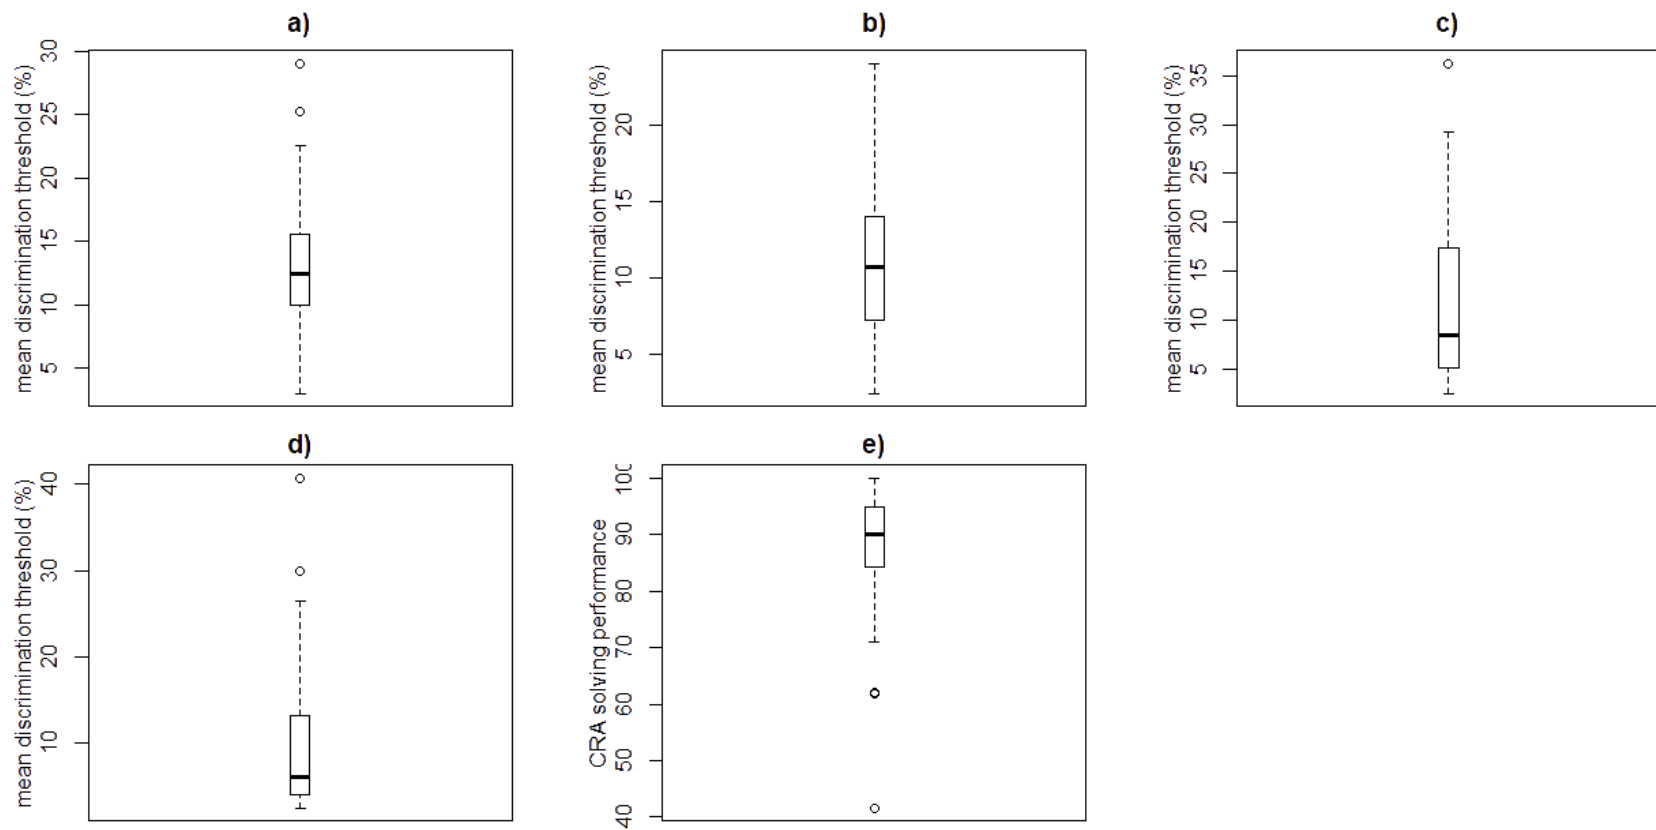 a)
mean discrimination threshold (%)
30
25
20
15
10
5
b)
mean discrimination threshold (%)
20
15
10
5
c)
mean discrimination threshold (%)
35
30
25
20
15
10
5
d)
mean discrimination threshold (%)
40
30
20
10
e)
CRA solving performance
100
90
80
70
60
50
40